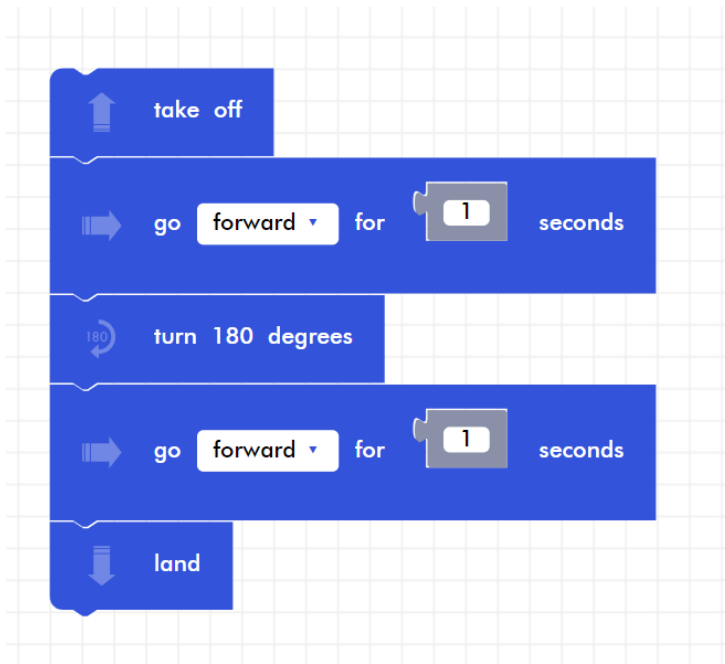 take off
go forward for 1 seconds
180 turn 180 degrees
go forward for 1 seconds
land